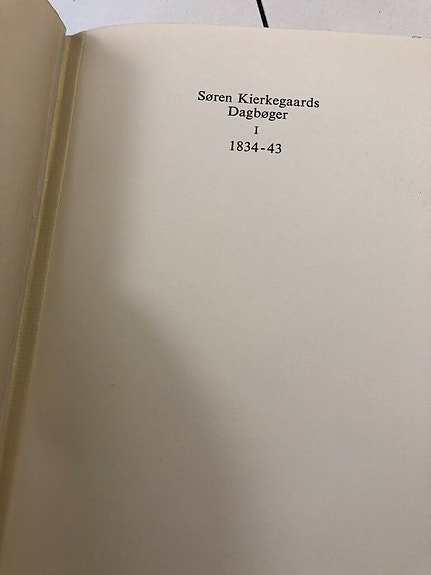 Søren Kierkegaards
Dagbøger
I
1834-43